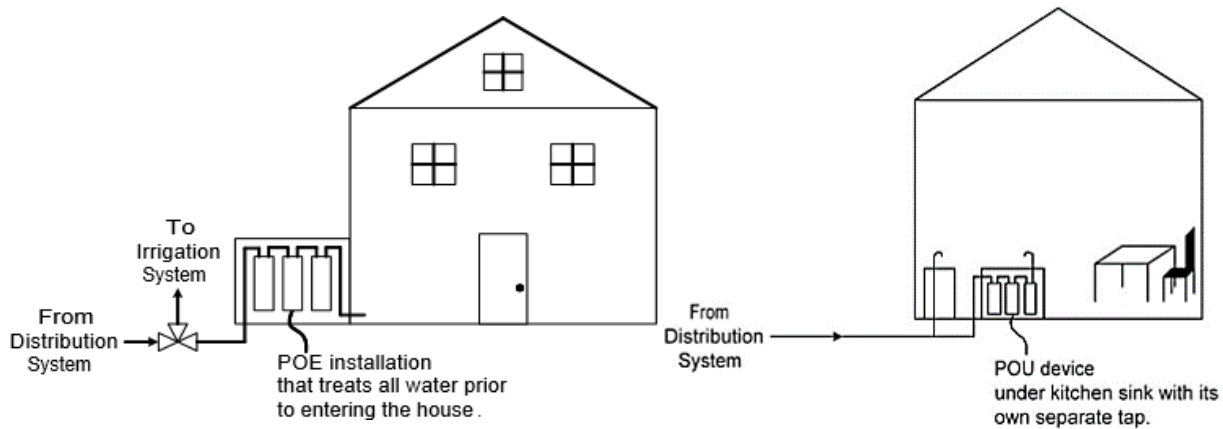 To
Irrigation
System
From
Distribution
System
POE installation
that treats all water prior
to entering the house .
From
Distribution
System
POU device
under kitchen sink with its
own separate tap.